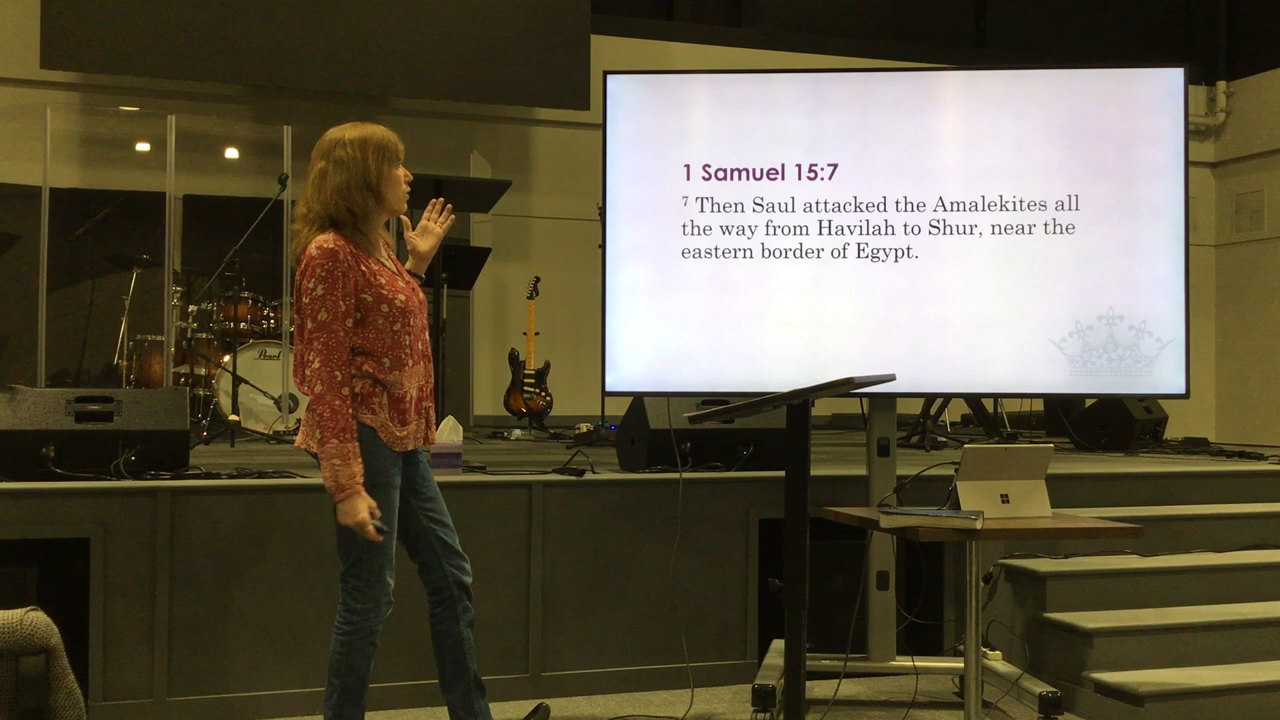 1 Samuel 15:7
⁷ Then Saul attacked the Amalekites all
the way from Havilah to Shur, near the
eastern border of Egypt.
Pearl